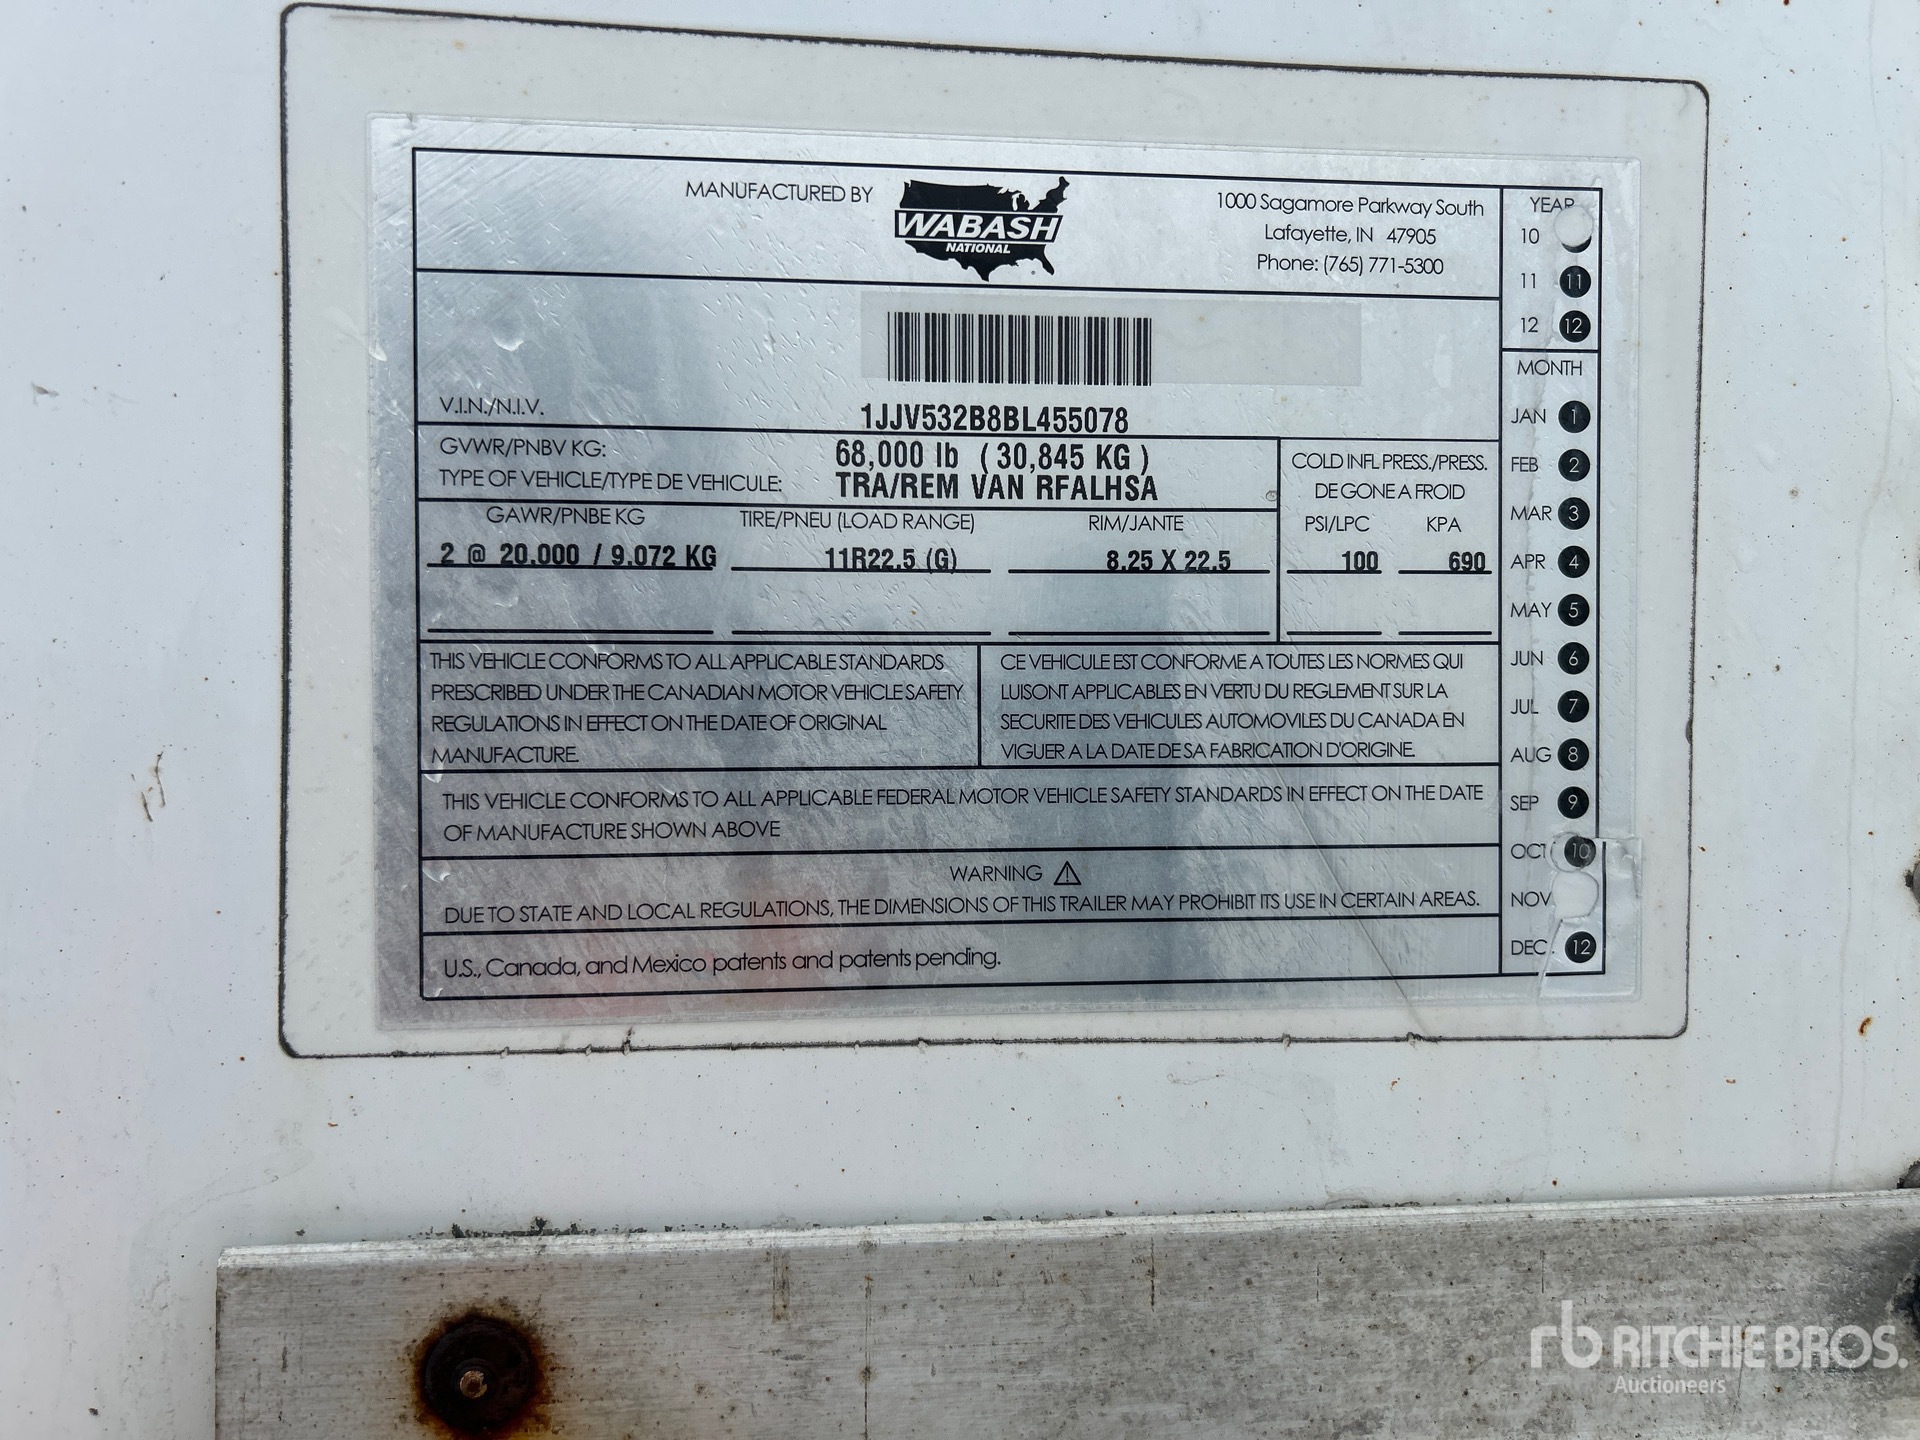 MANUFACTURED BY
WABASH
NATIONAL
1000 Sagamore Parkway South
Lafayette, IN 47905
Phone: (765) 771-5300
V.I.N./N.I.V.
1JJV532B8BL455078
GVWR/PNBV KG:
68,000 lb (30,845 KG)
TYPE OF VEHICLE/TYPE DE VEHICULE:
TRA/REM VAN RFALHSA
GAWR/PNBE KG
TIRE/PNEU (LOAD RANGE)
RIM/JANTE
2 @ 20.000 / 9.072 KG
11R22.5 (G)
8.25 X 22.5
COLD INFL PRESS./PRESS.
DE GONE A FROID
PSI/LPC KPA
100 690
THIS VEHICLE CONFORMS TO ALL APPLICABLE STANDARDS
PRESCRIBED UNDER THE CANADIAN MOTOR VEHICLE SAFETY
REGULATIONS IN EFFECT ON THE DATE OF ORIGINAL
MANUFACTURE.
CE VEHICULE EST CONFORME A TOUTES LES NORMES QUI
LUISONT APPLICABLES EN VERTU DU REGLEMENT SUR LA
SECURITE DES VEHICULES AUTOMOVILES DU CANADA EN
VIGUER A LA DATE DE SA FABRICATION D'ORIGINE.
THIS VEHICLE CONFORMS TO ALL APPLICABLE FEDERAL MOTOR VEHICLE SAFETY STANDARDS IN EFFECT ON THE DATE
OF MANUFACTURE SHOWN ABOVE
WARNING
DUE TO STATE AND LOCAL REGULATIONS, THE DIMENSIONS OF THIS TRAILER MAY PROHIBIT ITS USE IN CERTAIN AREAS.
U.S., Canada, and Mexico patents and patents pending.
YEAR
10
11 11
12 12
MONTH
JAN 1
FEB 2
MAR 3
APR 4
MAY 5
JUN 6
JUL 7
AUG 8
SEP 9
OCT 10
NOV
DEC 12
rb RITCHIE BROS.
Auctioneers